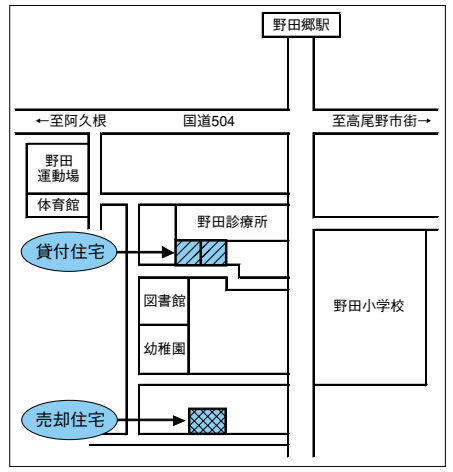 野田郷駅
←至阿久根
国道504
至高尾野市街→
野田
運動場
体育館
野田診療所
貸付住宅
図書館
野田小学校
幼稚園
売却住宅